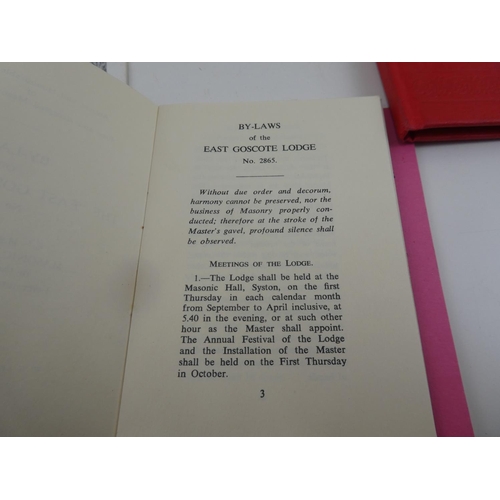 BY-LAWS
of the
EAST GOSCOTE LODGE
No. 2865.
Without due order and decorum,
harmony cannot be preserved, nor the
business of Masonry properly con-
ducted; therefore at the stroke of the
Master's gavel, profound silence shall
be observed.
MEETINGS OF THE LODGE.
1.—The Lodge shall be held at the
Masonic Hall, Syston, on the first
Thursday in each calendar month
from September to April inclusive, at
5.40 in the evening, or at such other
hour as the Master shall appoint.
The Annual Festival of the Lodge
and the Installation of the Master
shall be held on the First Thursday
in October.
3